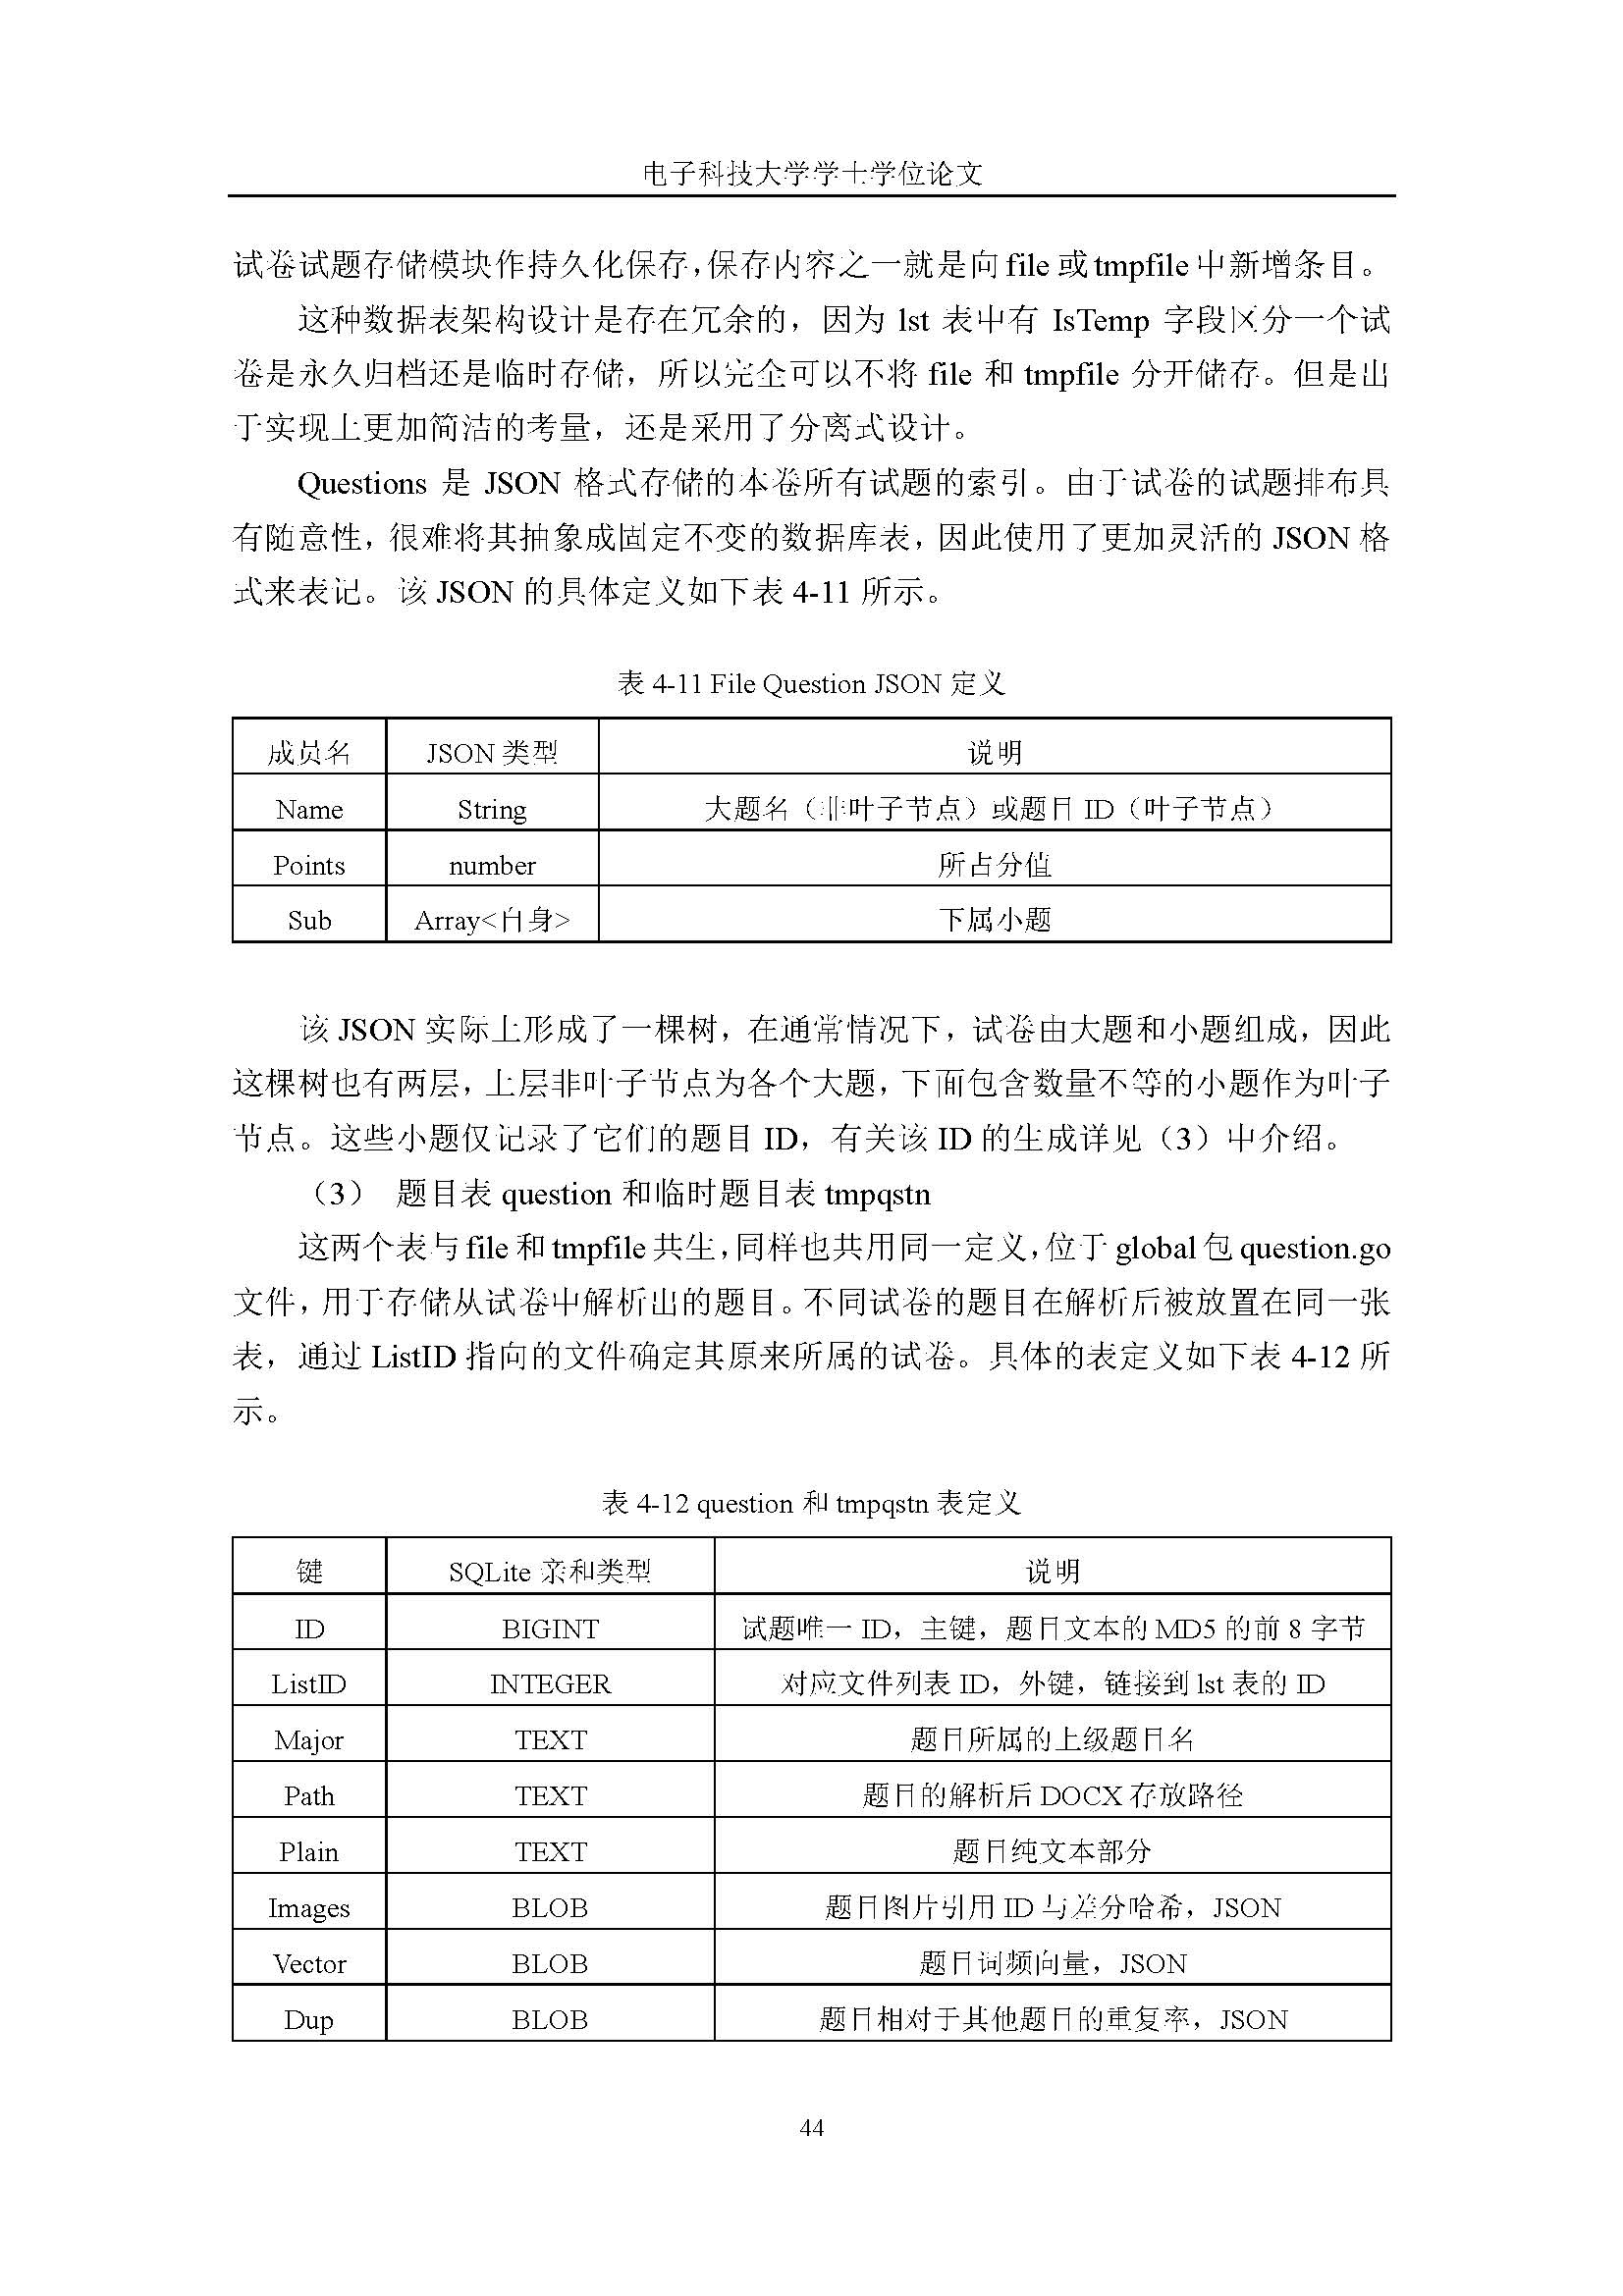 电子科技大学学士学位论文
试卷试题存储模块作持久化保存，保存内容之一就是向 file 或 tmpfile 中新增条目。
这种数据表架构设计是存在冗余的，因为 lst 表中有 IsTemp 字段区分一个试
卷是永久归档还是临时存储，所以完全可以不将 file 和 tmpfile 分开储存。但是出
于实现上更加简洁的考量，还是采用了分离式设计。
Questions 是 JSON 格式存储的本卷所有试题的索引。由于试卷的试题排布具
有随意性，很难将其抽象成固定不变的数据库表，因此使用了更加灵活的 JSON 格
式来表记。该 JSON 的具体定义如下表 4-11 所示。
表 4-11 File Question JSON 定义
成员名 JSON 类型 说明
Name String 大题名（非叶子节点）或题目 ID（叶子节点）
Points number 所占分值
Sub Array<自身> 下属小题
该 JSON 实际上形成了一棵树，在通常情况下，试卷由大题和小题组成，因此
这棵树也有两层，上层非叶子节点为各个大题，下面包含数量不等的小题作为叶子
节点。这些小题仅记录了它们的题目 ID，有关该 ID 的生成详见（3）中介绍。
（3） 题目表 question 和临时题目表 tmpqstn
这两个表与 file 和 tmpfile 共生，同样也共用同一定义，位于 global 包 question.go
文件，用于存储从试卷中解析出的题目。不同试卷的题目在解析后被放置在同一张
表，通过 ListID 指向的文件确定其原来所属的试卷。具体的表定义如下表 4-12 所
示。
表 4-12 question 和 tmpqstn 表定义
键 SQLite 亲和类型 说明
ID BIGINT 试题唯一 ID，主键，题目文本的 MD5 的前 8 字节
ListID INTEGER 对应文件列表 ID，外键，链接到 lst 表的 ID
Major TEXT 题目所属的上级题目名
Path TEXT 题目的解析后 DOCX 存放路径
Plain TEXT 题目纯文本部分
Images BLOB 题目图片引用 ID 与差分哈希，JSON
Vector BLOB 题目词频向量，JSON
Dup BLOB 题目相对于其他题目的重复率，JSON
44